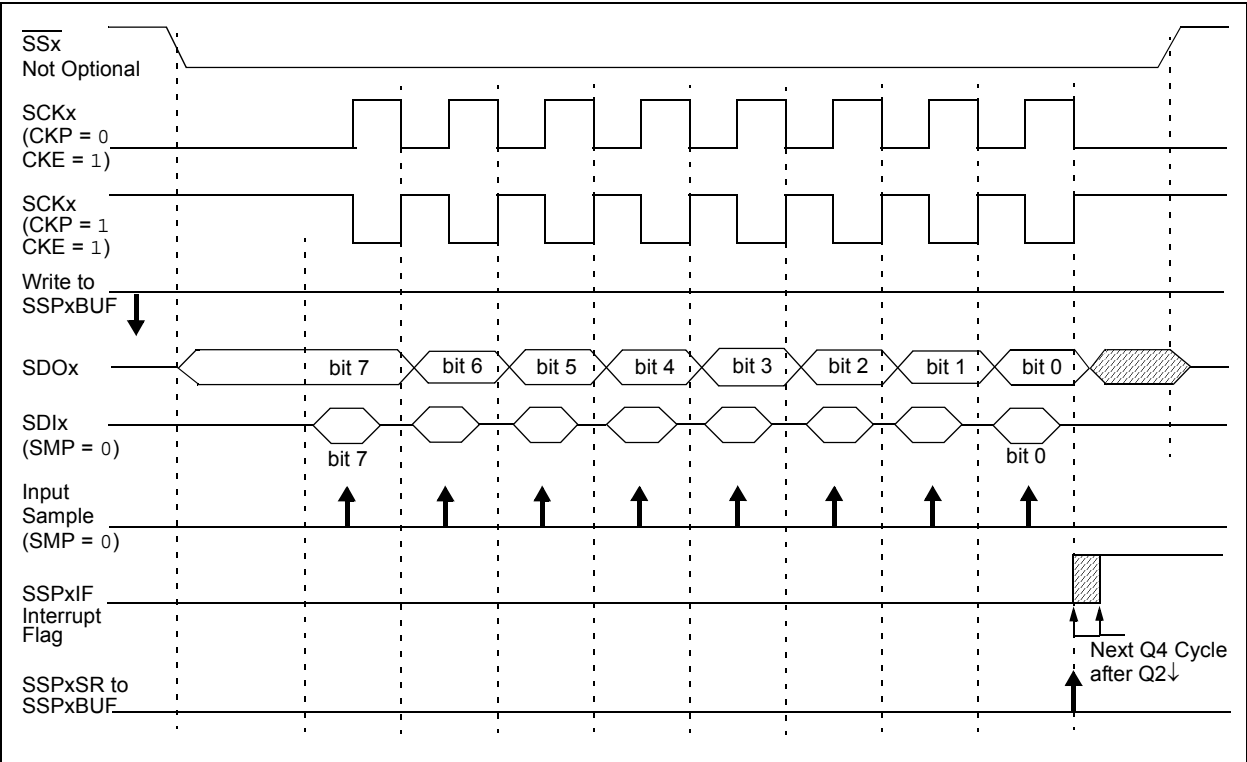 SSx
Not Optional
SCKx
(CKP = 0
CKE = 1)
SCKx
(CKP = 1
CKE = 1)
Write to
SSPxBUF
SDOx
bit 7
bit 6
bit 5
bit 4
bit 3
bit 2
bit 1
bit 0
SDIx
(SMP = 0)
bit 7
bit 0
Input
Sample
(SMP = 0)
SSPxIF
Interrupt
Flag
Next Q4 Cycle
after Q2↓
SSPxSR to
SSPxBUF